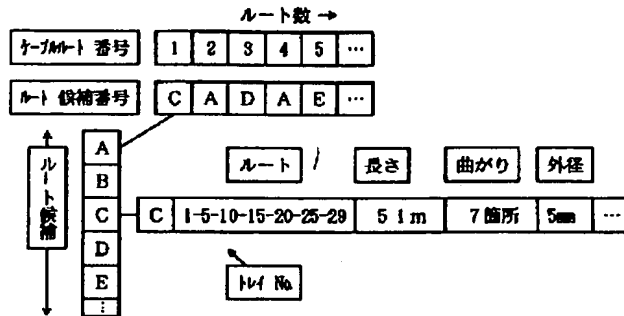 ルート数 →
ケーブルルート 番号 1 2 3 4 5 …
ルート 候補番号 C A D A E …
ルート候補
A
B
C
D
E
⋮
ルート 長さ 曲がり 外径
C 1-5-10-15-20-25-29 51m 7箇所 5mm …
トレイ No.